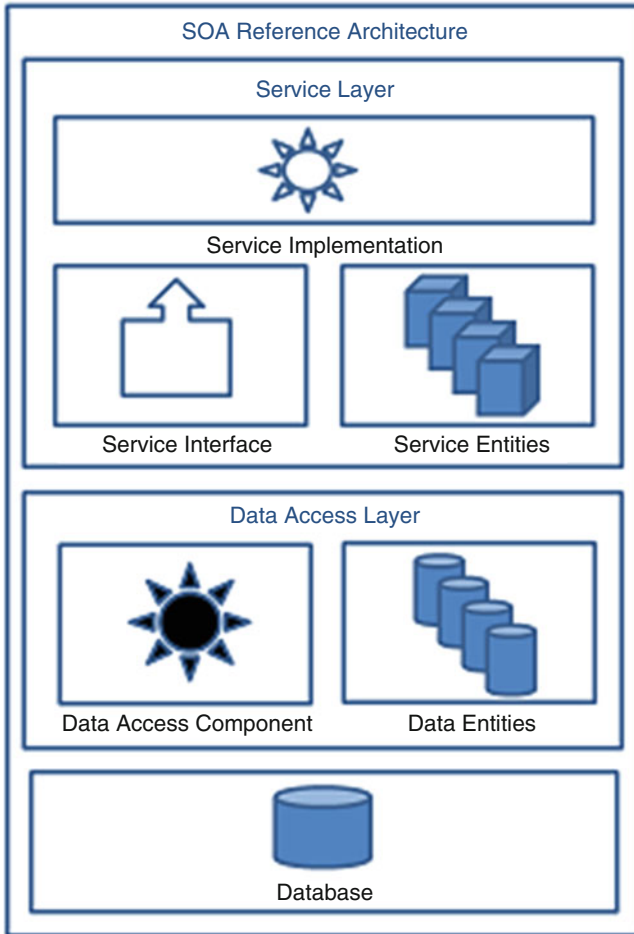 SOA Reference Architecture
Service Layer
Service Implementation
Service Interface
Service Entities
Data Access Layer
Data Access Component
Data Entities
Database